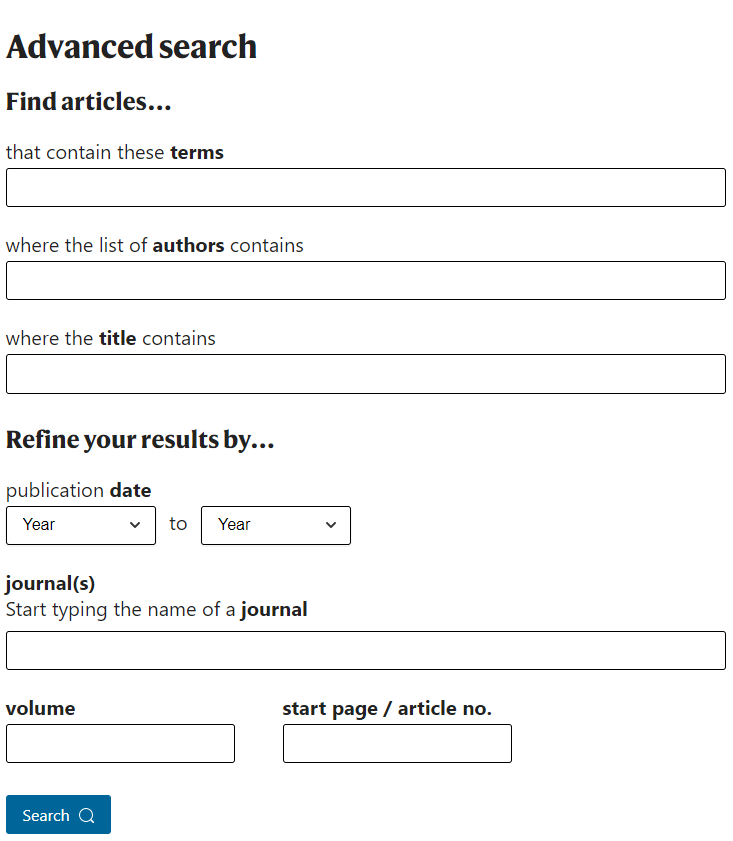 Advanced search
Find articles...
that contain these terms
where the list of authors contains
where the title contains
Refine your results by...
publication date
Year to Year
journal(s)
Start typing the name of a journal
volume start page / article no.
Search